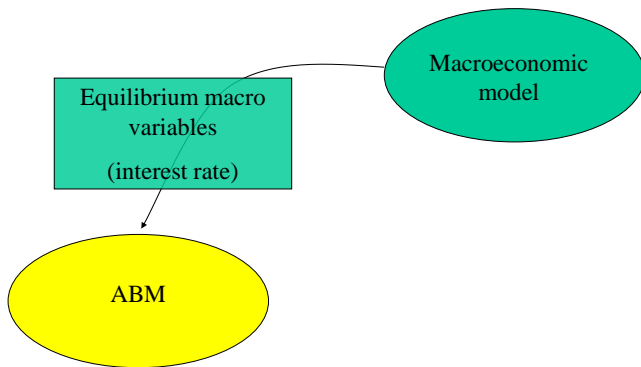 Macroeconomic
model
Equilibrium macro
variables
(interest rate)
ABM